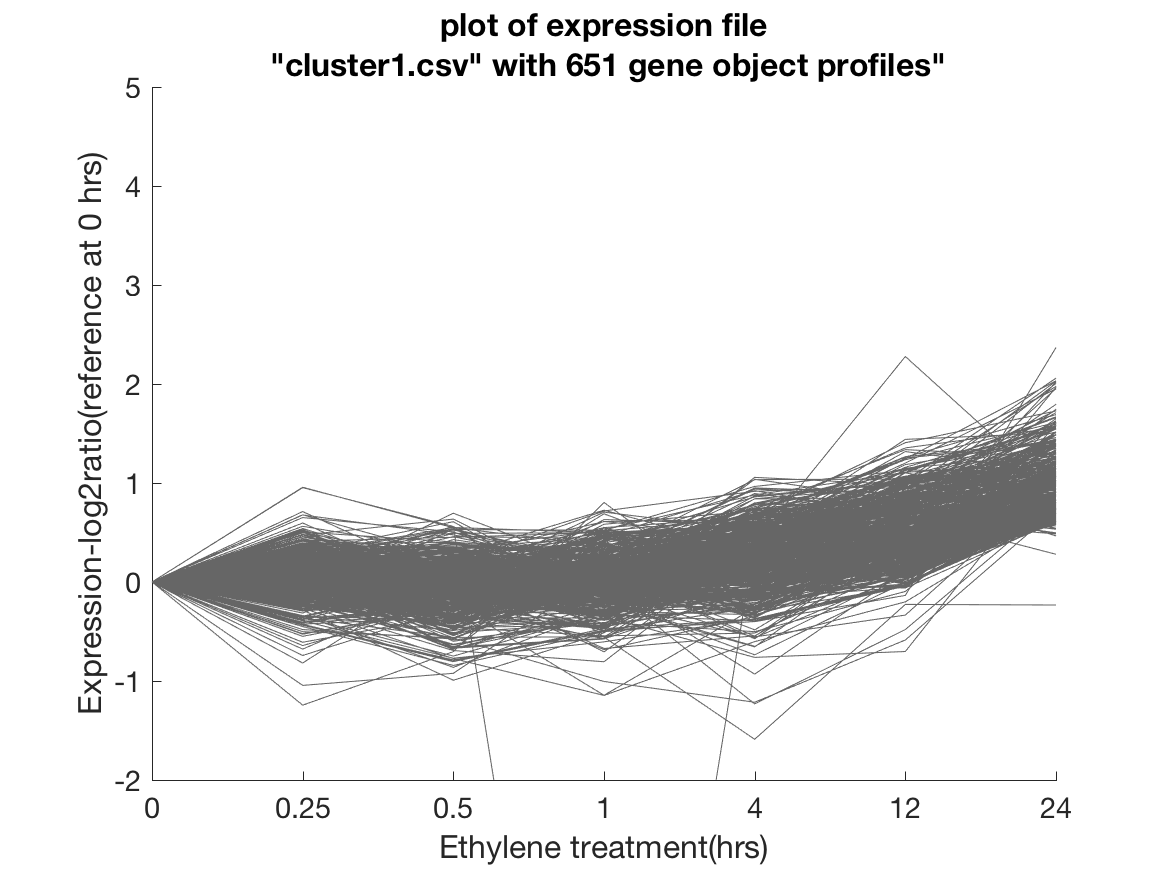 plot of expression file
"cluster1.csv" with 651 gene object profiles"
Expression-log2ratio(reference at 0 hrs)
5
4
3
2
1
0
-1
-2
0 0.25 0.5 1 4 12 24
Ethylene treatment(hrs)